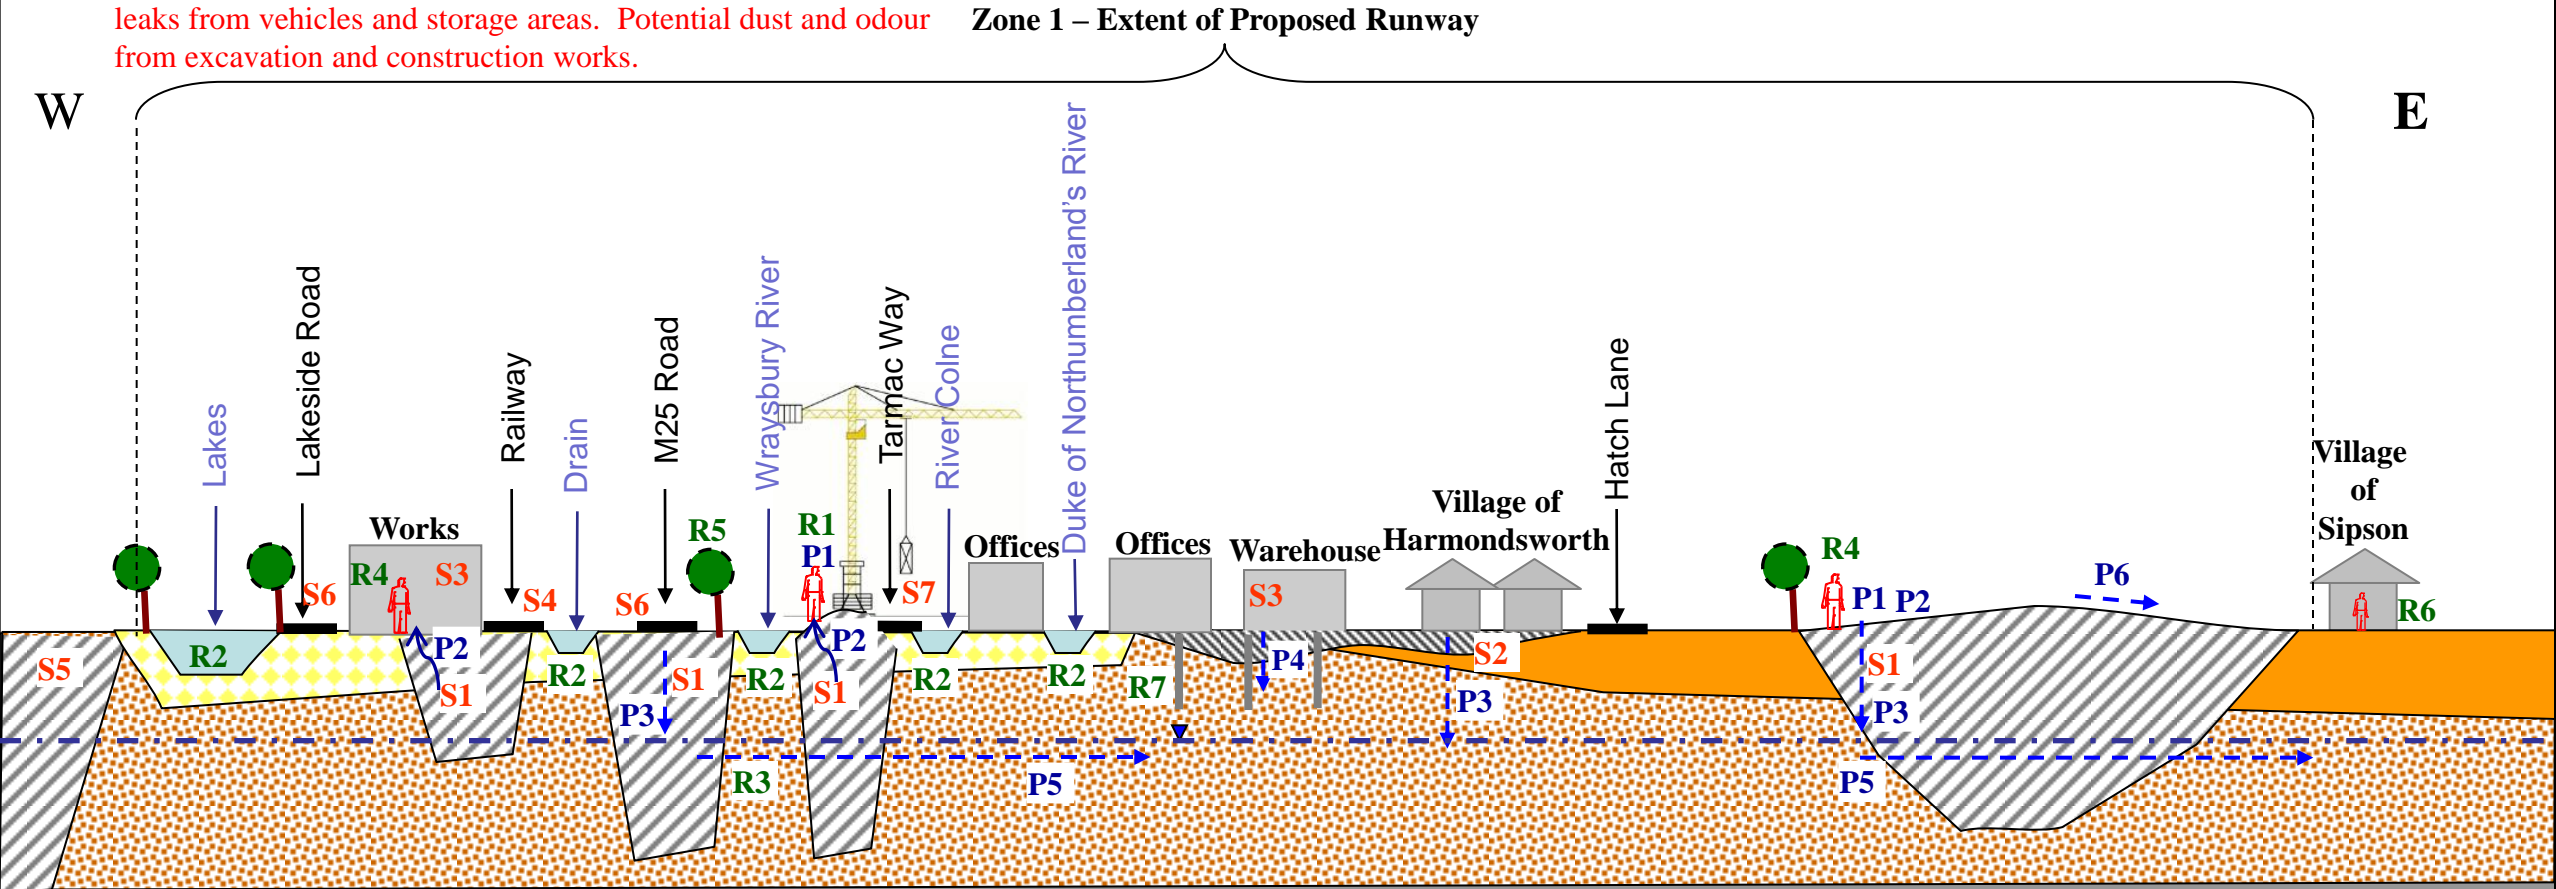 leaks from vehicles and storage areas.  Potential dust and odour
from excavation and construction works.
Zone 1 – Extent of Proposed Runway
W
E
Lakes
Lakeside Road
Railway
Drain
M25 Road
Wraysbury River
Tarmac Way
River Colne
Duke of Northumberland's River
Hatch Lane
Works
Offices
Offices
Warehouse
Village of
Harmondsworth
Village
of
Sipson
R4
S3
S6
S4
S6
R5
R1
P1
S7
S3
R4
P1
P2
P6
R6
S5
R2
P2
S1
R2
P3
S1
R2
P2
S1
R2
R2
R7
P4
S2
P3
S1
P3
R3
P5
P5